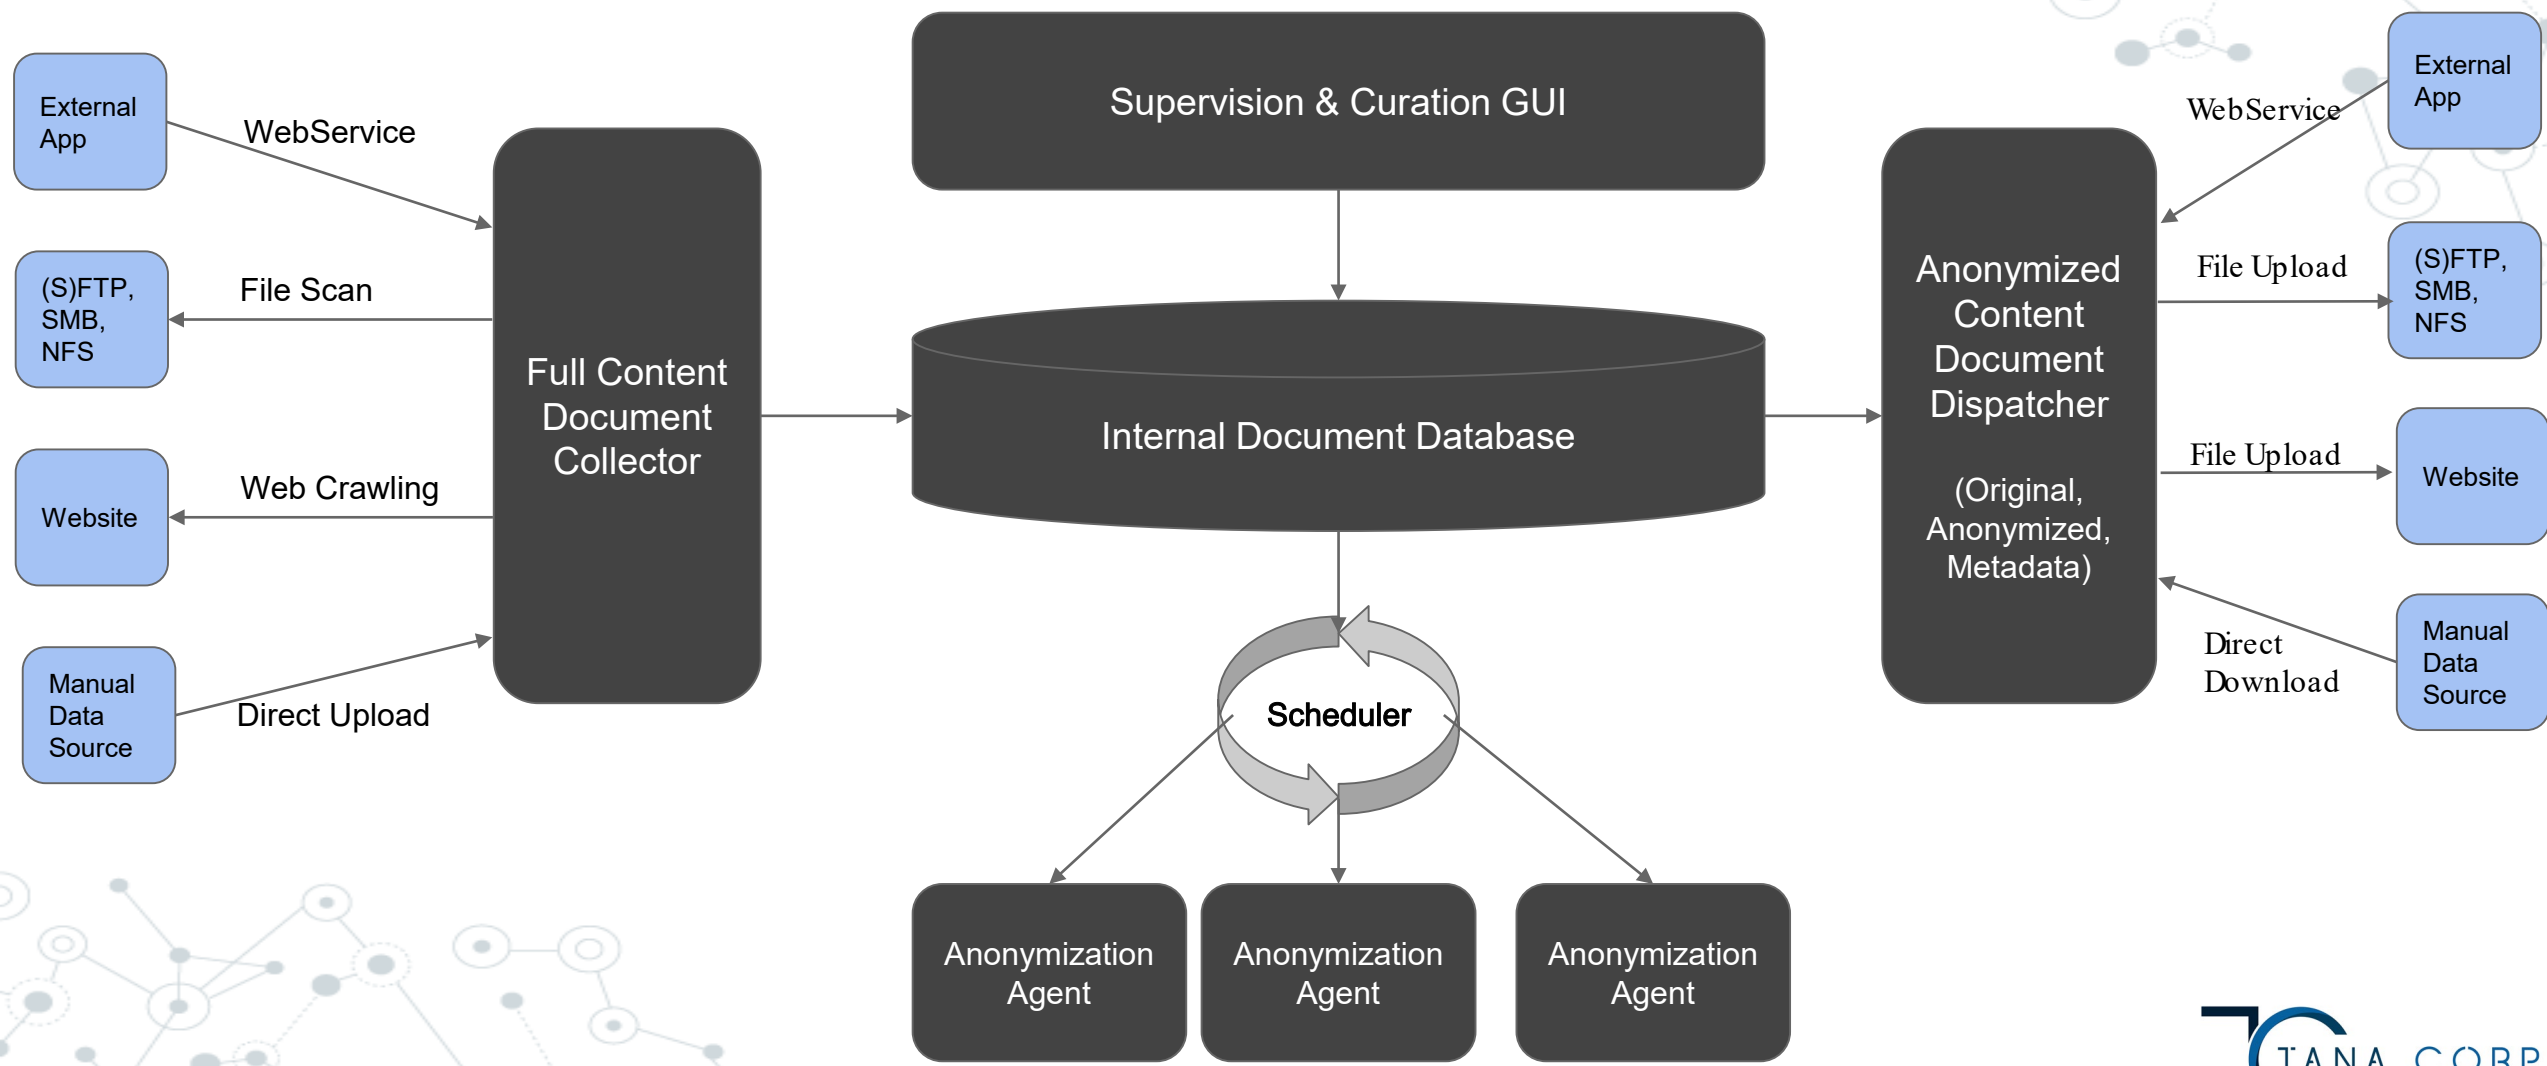 External
App
WebService
(S)FTP,
SMB,
NFS
File Scan
Website
Web Crawling
Manual
Data
Source
Direct Upload
Full Content
Document
Collector
Supervision & Curation GUI
Internal Document Database
Scheduler
Anonymization
Agent
Anonymization
Agent
Anonymization
Agent
Anonymized
Content
Document
Dispatcher
(Original,
Anonymized,
Metadata)
WebService
External
App
File Upload
(S)FTP,
SMB,
NFS
File Upload
Website
Direct
Download
Manual
Data
Source
TANA CORP